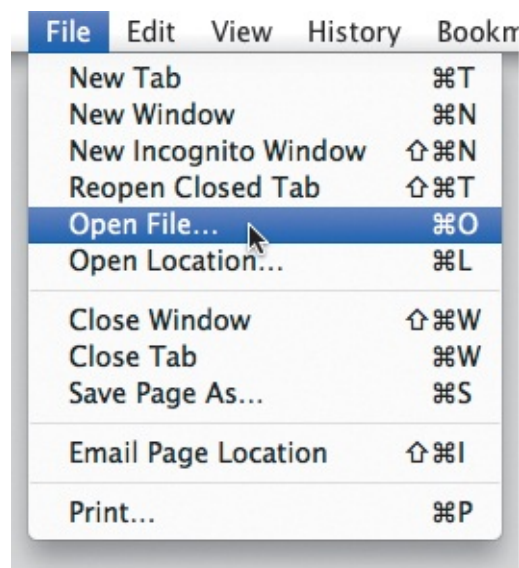 File Edit View History Bookm
New Tab ⌘T
New Window ⌘N
New Incognito Window ⇧⌘N
Reopen Closed Tab ⇧⌘T
Open File... ⌘O
Open Location... ⌘L
Close Window ⇧⌘W
Close Tab ⌘W
Save Page As... ⌘S
Email Page Location ⇧⌘I
Print... ⌘P